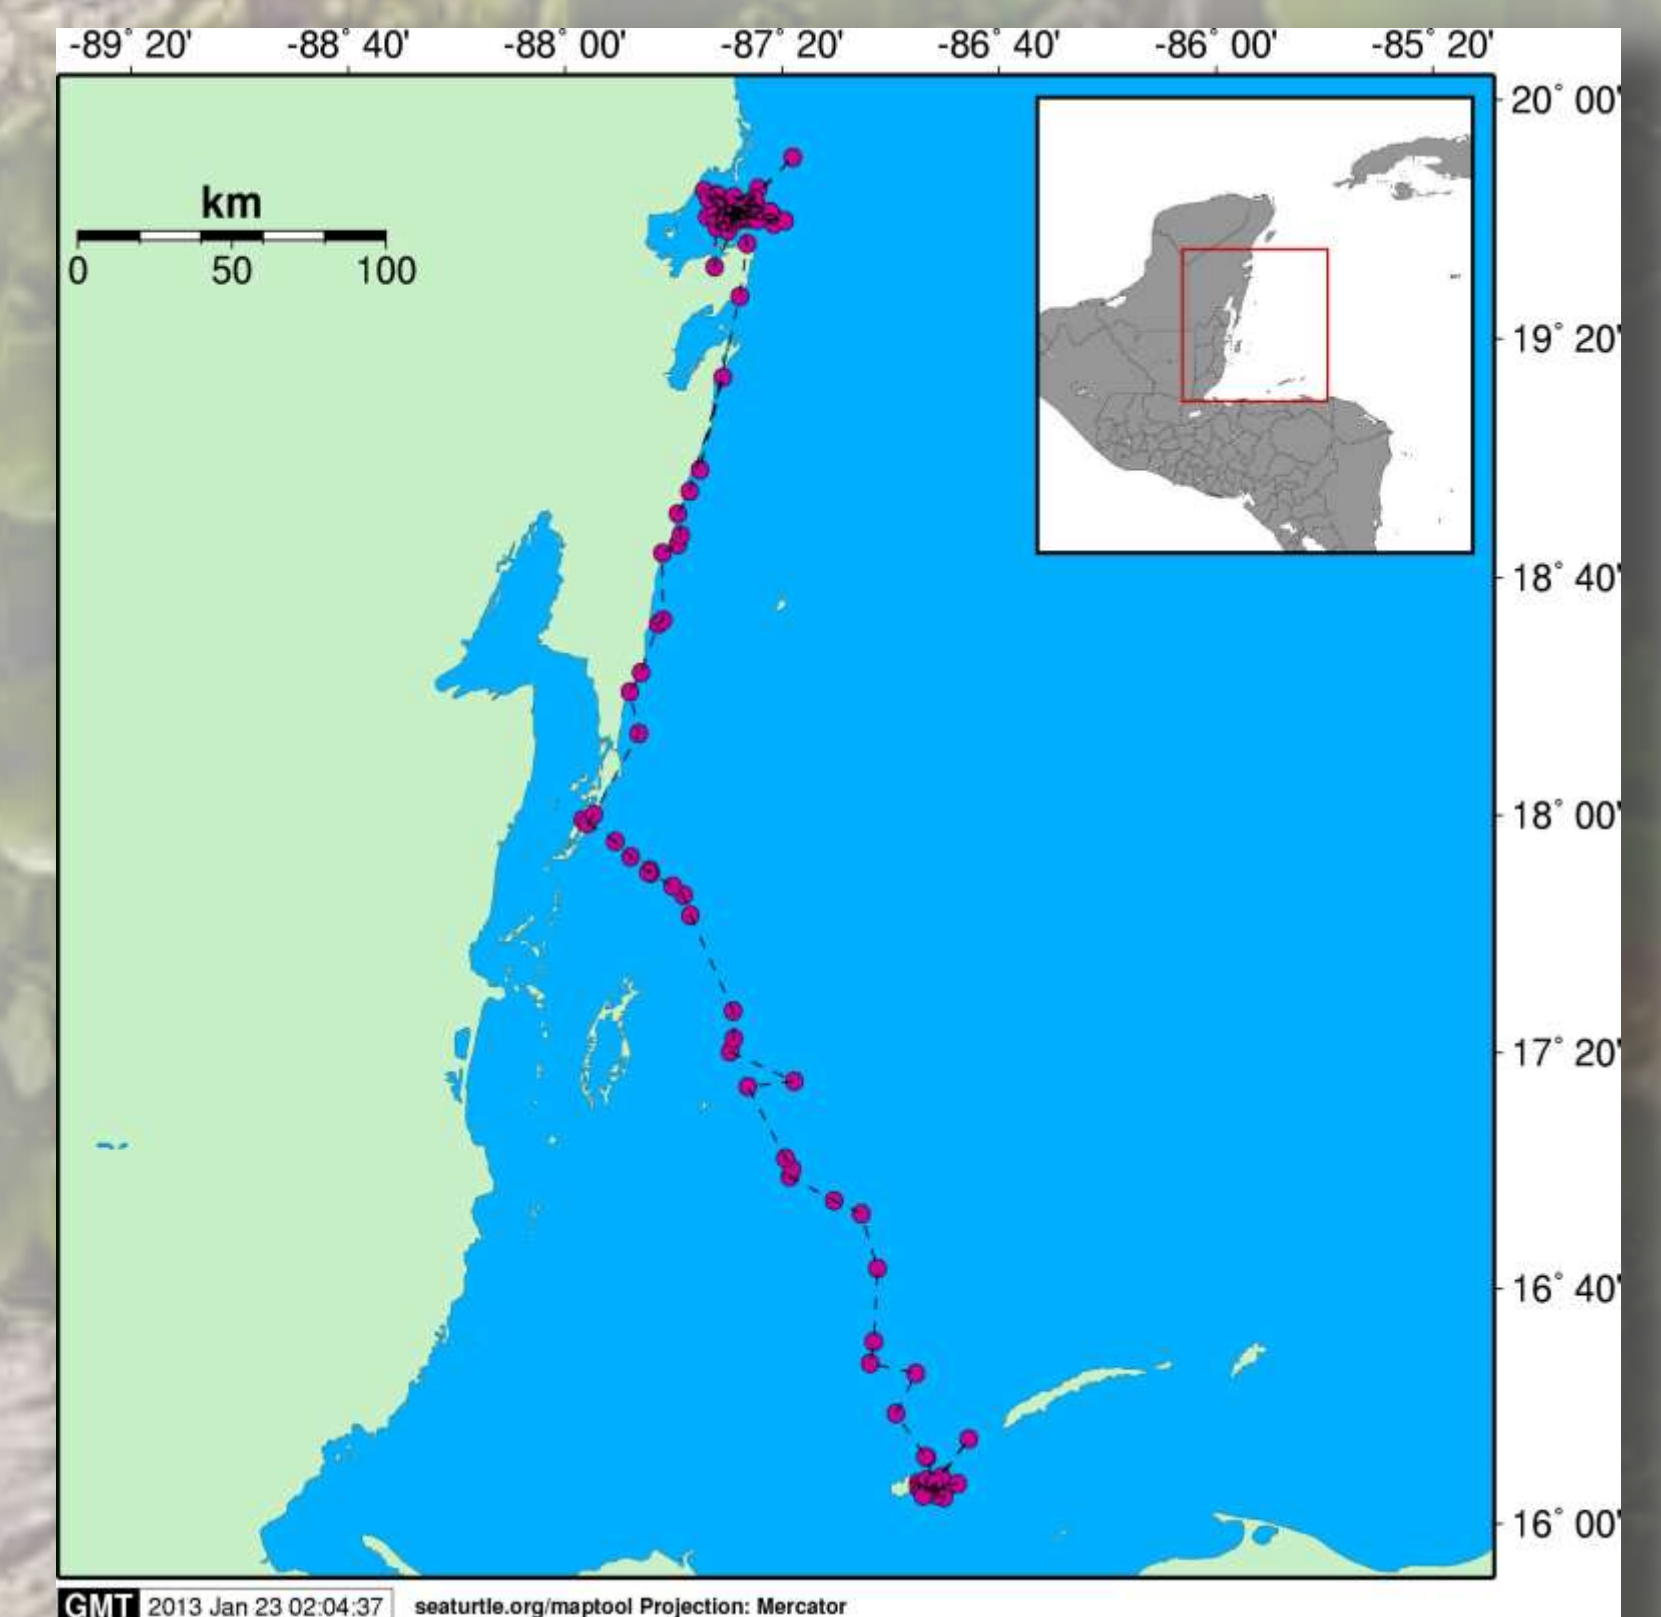 -89° 20' -88° 40' -88° 00' -87° 20' -86° 40' -86° 00' -85° 20'
20° 00'
km
0 50 100
19° 20'
18° 40'
18° 00'
17° 20'
16° 40'
16° 00'
GMT 2013 Jan 23 02:04:37 seaturtle.org/maptool Projection: Mercator